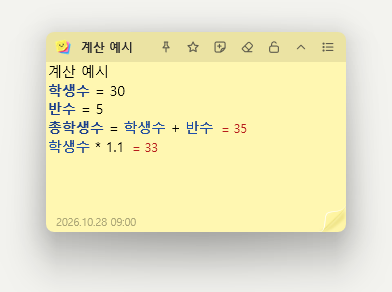 계산 예시
계산 예시
학생수 = 30
반수 = 5
총학생수 = 학생수 + 반수 = 35
학생수 * 1.1 = 33
2026.10.28 09:00